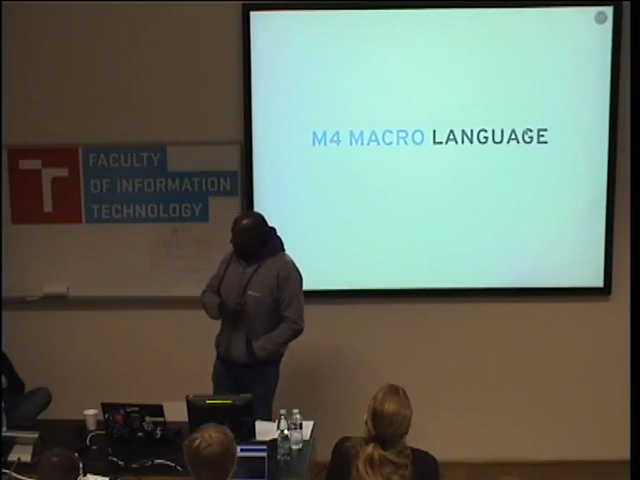 M4 MACRO LANGUAGE
FACULTY
OF INFORMATION
TECHNOLOGY